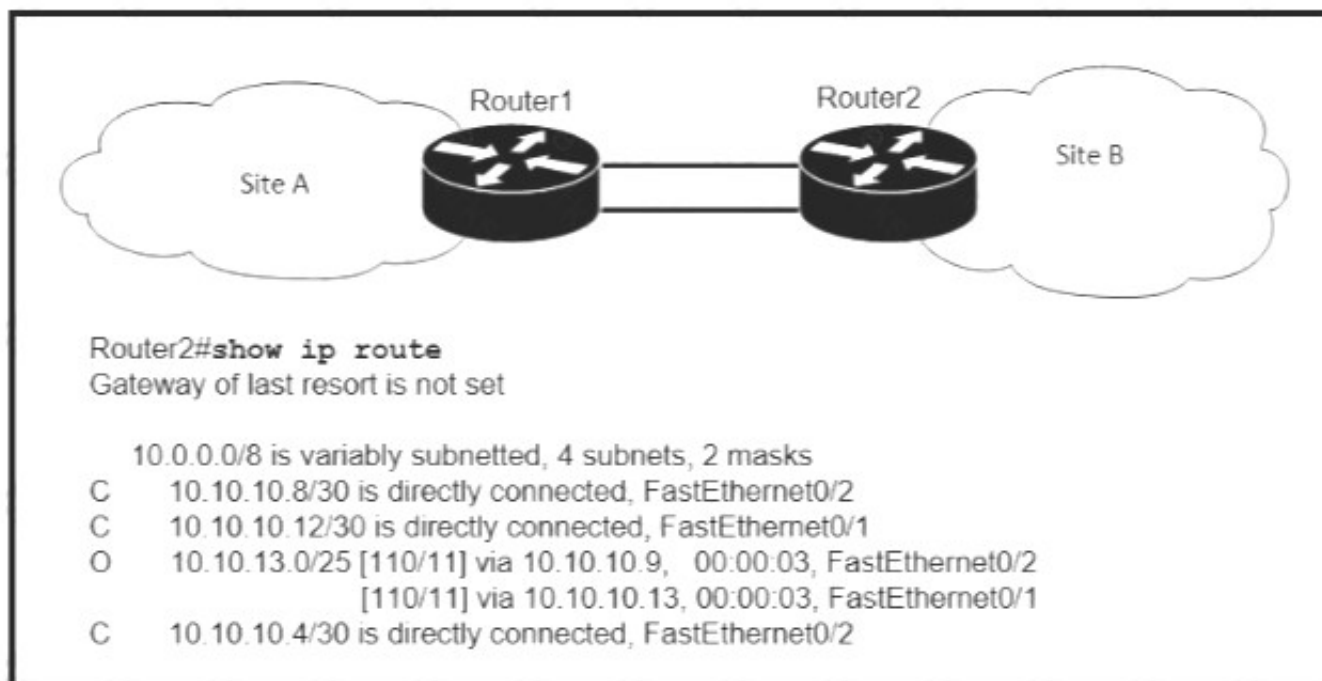 Router1
Router2
Site A
Site B
Router2#show ip route
Gateway of last resort is not set
10.0.0.0/8 is variably subnetted, 4 subnets, 2 masks
C 10.10.10.8/30 is directly connected, FastEthernet0/2
C 10.10.10.12/30 is directly connected, FastEthernet0/1
O 10.10.13.0/25 [110/11] via 10.10.10.9, 00:00:03, FastEthernet0/2
[110/11] via 10.10.10.13, 00:00:03, FastEthernet0/1
C 10.10.10.4/30 is directly connected, FastEthernet0/2